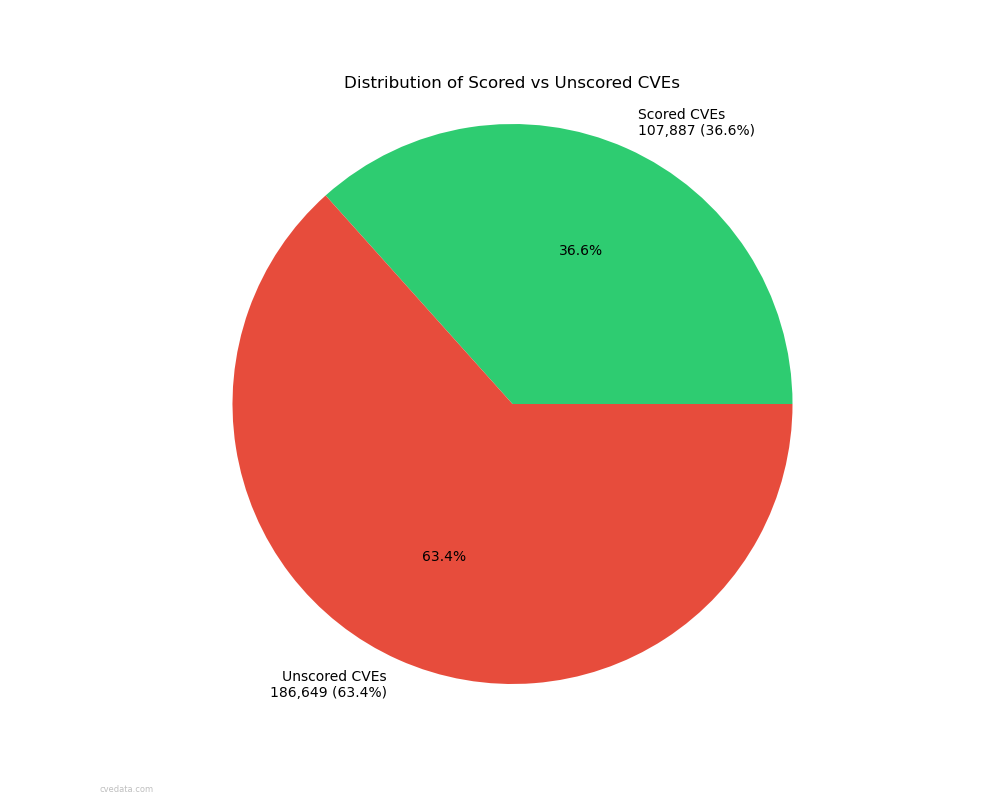 Distribution of Scored vs Unscored CVEs
Scored CVEs
107,887 (36.6%)
36.6%
63.4%
Unscored CVEs
186,649 (63.4%)
cvedata.com